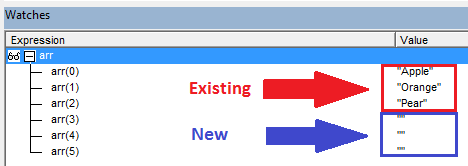 Watches
Expression Value
arr
arr(0) "Apple"
arr(1) "Orange"
arr(2) "Pear"
arr(3) ""
arr(4) ""
arr(5) ""
Existing
New